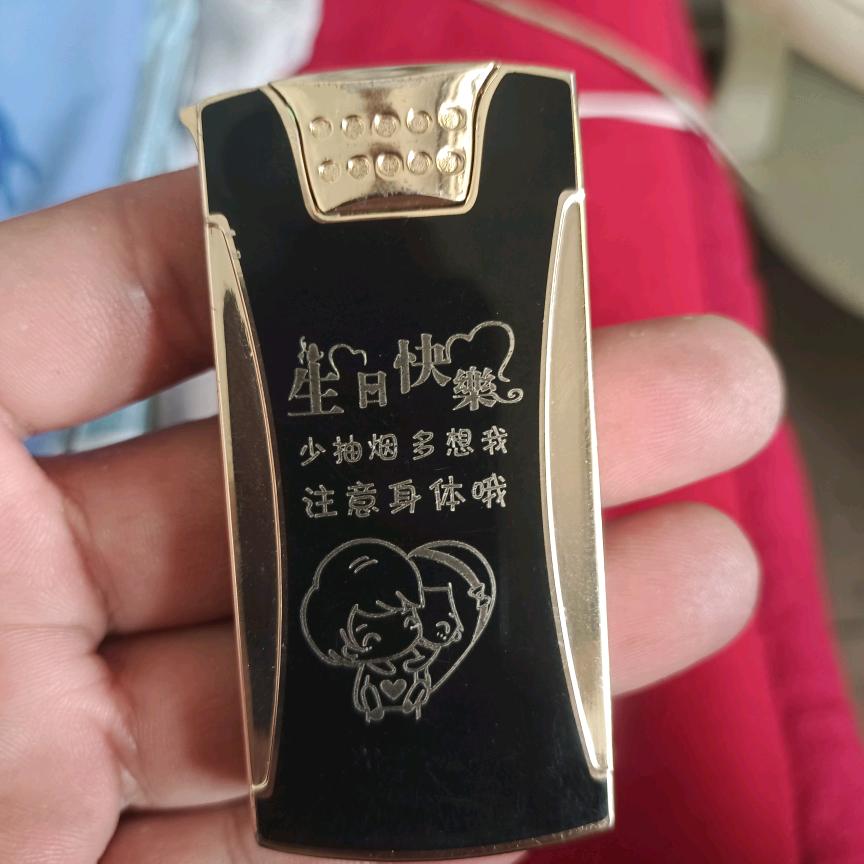 生日快樂
少抽烟多想我
注意身体哦